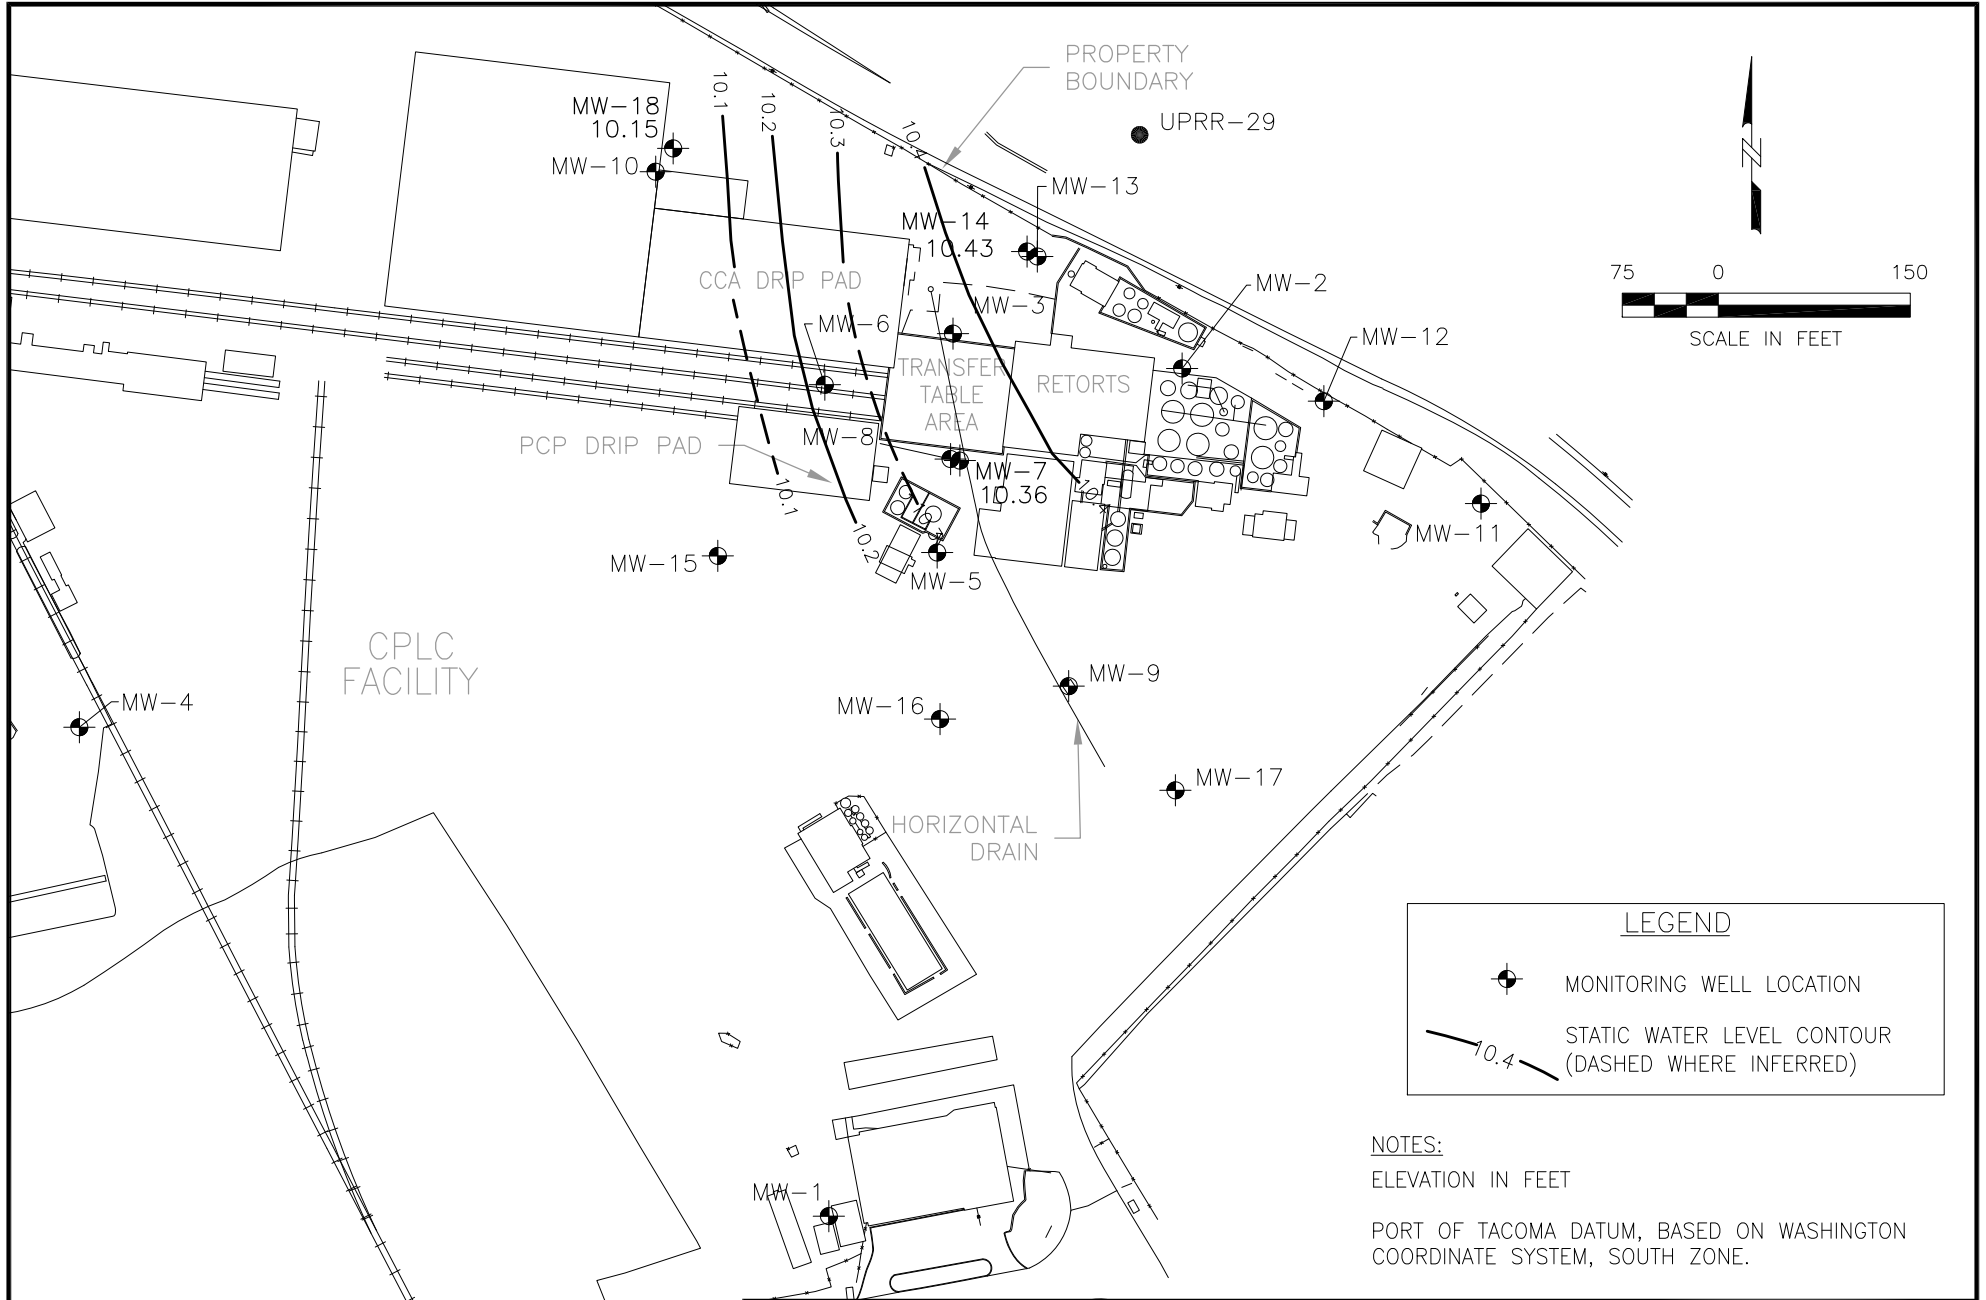 PROPERTY
BOUNDARY
10.1
10.2
10.3
10.4
MW-18
10.15
MW-10
UPRR-29
MW-13
MW-14
10.43
N
75 0 150
SCALE IN FEET
CCA DRIP PAD
MW-3
MW-2
MW-6
MW-12
TRANSFER
TABLE
AREA
RETORTS
MW-8
PCP DRIP PAD
MW-7
10.36
10.1
10.2
MW-15
MW-5
MW-11
CPLC
FACILITY
MW-4
MW-9
MW-16
MW-17
HORIZONTAL
DRAIN
LEGEND
MONITORING WELL LOCATION
10.4
STATIC WATER LEVEL CONTOUR
(DASHED WHERE INFERRED)
NOTES:
ELEVATION IN FEET
PORT OF TACOMA DATUM, BASED ON WASHINGTON
COORDINATE SYSTEM, SOUTH ZONE.
MW-1